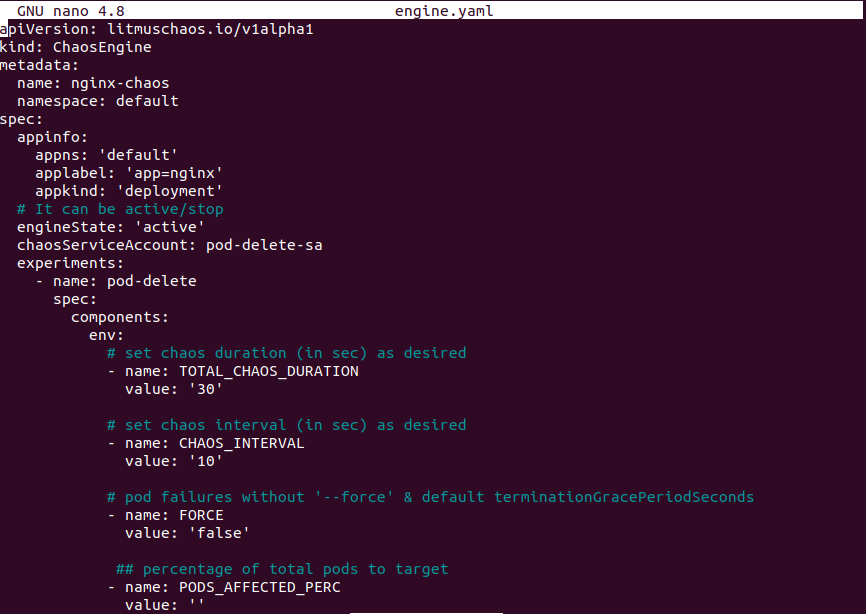 GNU nano 4.8 engine.yaml
apiVersion: litmuschaos.io/v1alpha1
kind: ChaosEngine
metadata:
  name: nginx-chaos
  namespace: default
spec:
  appinfo:
    appns: 'default'
    applabel: 'app=nginx'
    appkind: 'deployment'
  # It can be active/stop
  engineState: 'active'
  chaosServiceAccount: pod-delete-sa
  experiments:
    - name: pod-delete
      spec:
        components:
          env:
            # set chaos duration (in sec) as desired
            - name: TOTAL_CHAOS_DURATION
              value: '30'

            # set chaos interval (in sec) as desired
            - name: CHAOS_INTERVAL
              value: '10'

            # pod failures without '--force' & default terminationGracePeriodSeconds
            - name: FORCE
              value: 'false'

             ## percentage of total pods to target
            - name: PODS_AFFECTED_PERC
              value: ''